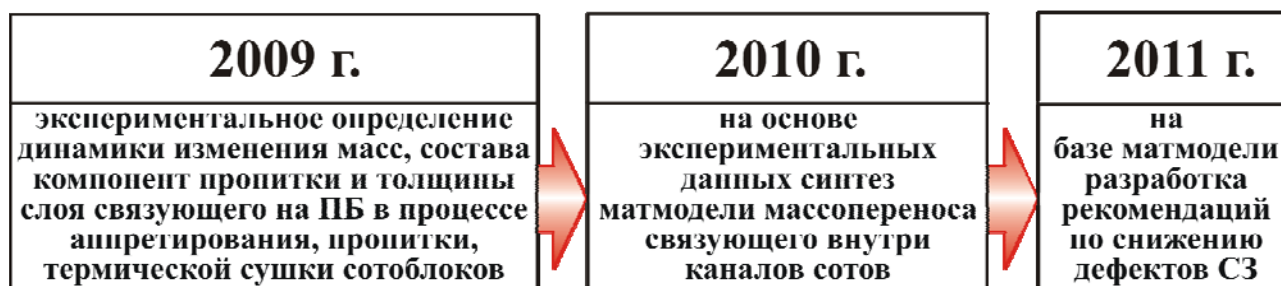 2009 г.
экспериментальное определение
динамики изменения масс, состава
компонент пропитки и толщины
слоя связующего на ПБ в процессе
аппретирования, пропитки,
термической сушки сотоблоков
2010 г.
на основе
экспериментальных
данных синтез
матмодели массопереноса
связующего внутри
каналов сотов
2011 г.
на
базе матмодели
разработка
рекомендаций
по снижению
дефектов СЗ